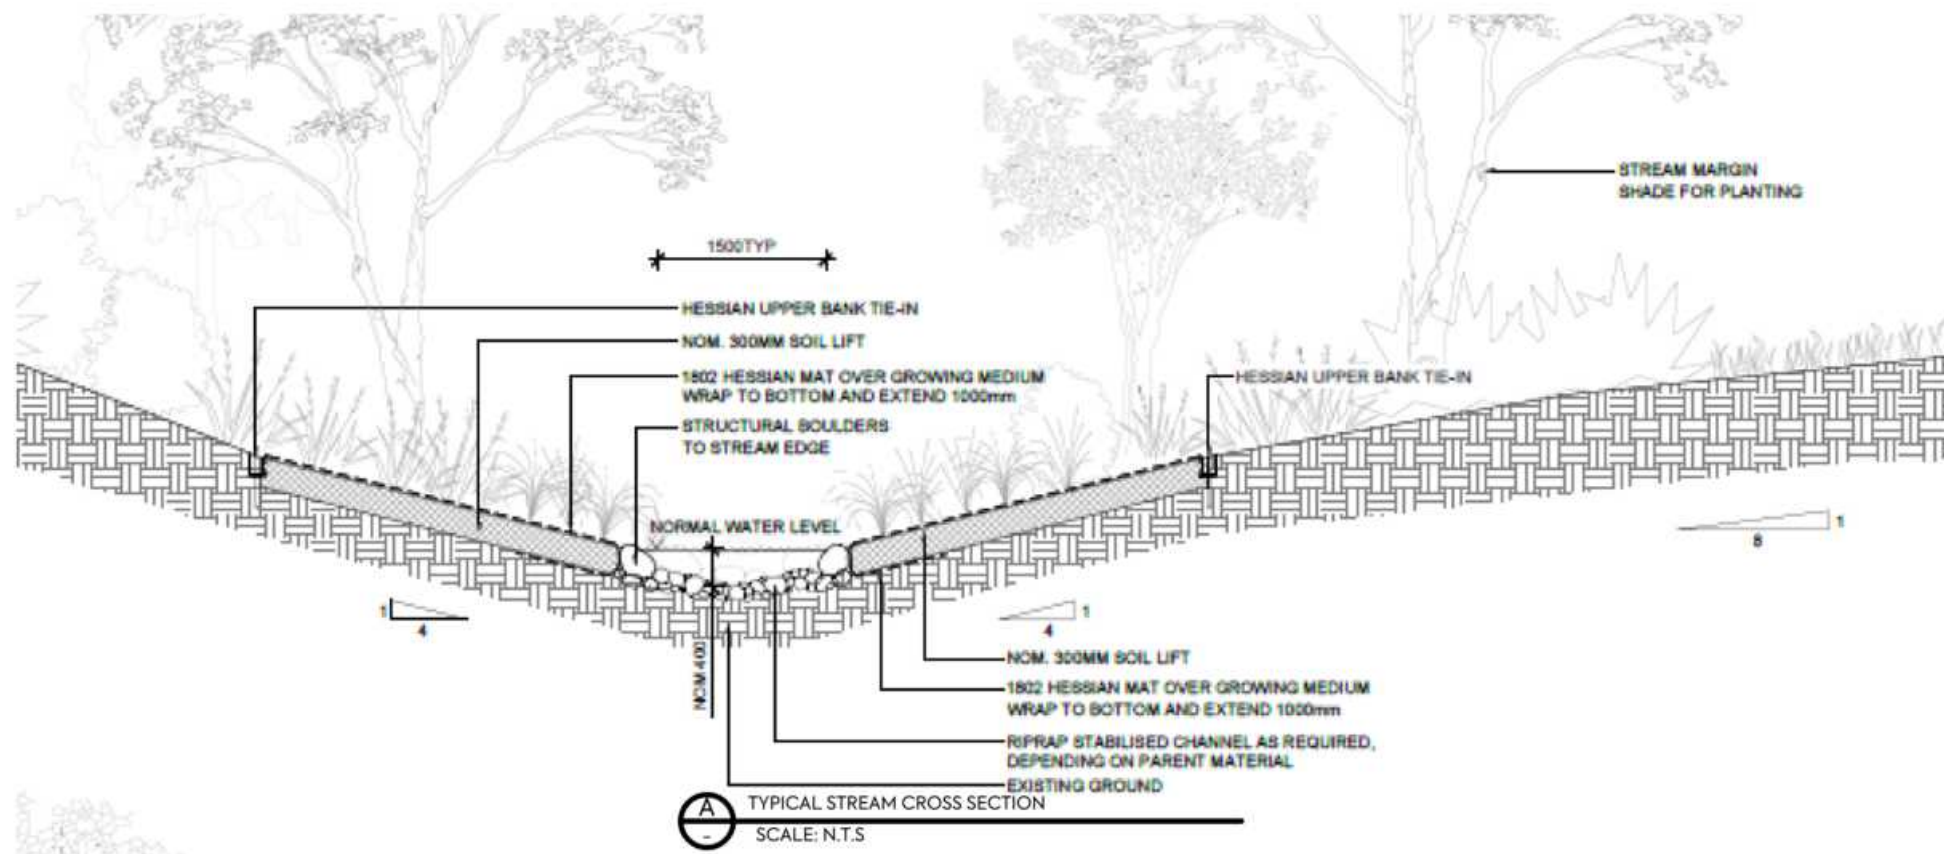 STREAM MARGIN
SHADE FOR PLANTING
1500TYP
HESSIAN UPPER BANK TIE-IN
NOM. 300MM SOIL LIFT
1802 HESSIAN MAT OVER GROWING MEDIUM
WRAP TO BOTTOM AND EXTEND 1000mm
HESSIAN UPPER BANK TIE-IN
STRUCTURAL BOULDERS
TO STREAM EDGE
NORMAL WATER LEVEL
1
8
1
4
1
4
NOM 400
NOM. 300MM SOIL LIFT
1802 HESSIAN MAT OVER GROWING MEDIUM
WRAP TO BOTTOM AND EXTEND 1000mm
RIPRAP STABILISED CHANNEL AS REQUIRED,
DEPENDING ON PARENT MATERIAL
EXISTING GROUND
A
-
TYPICAL STREAM CROSS SECTION
SCALE: N.T.S